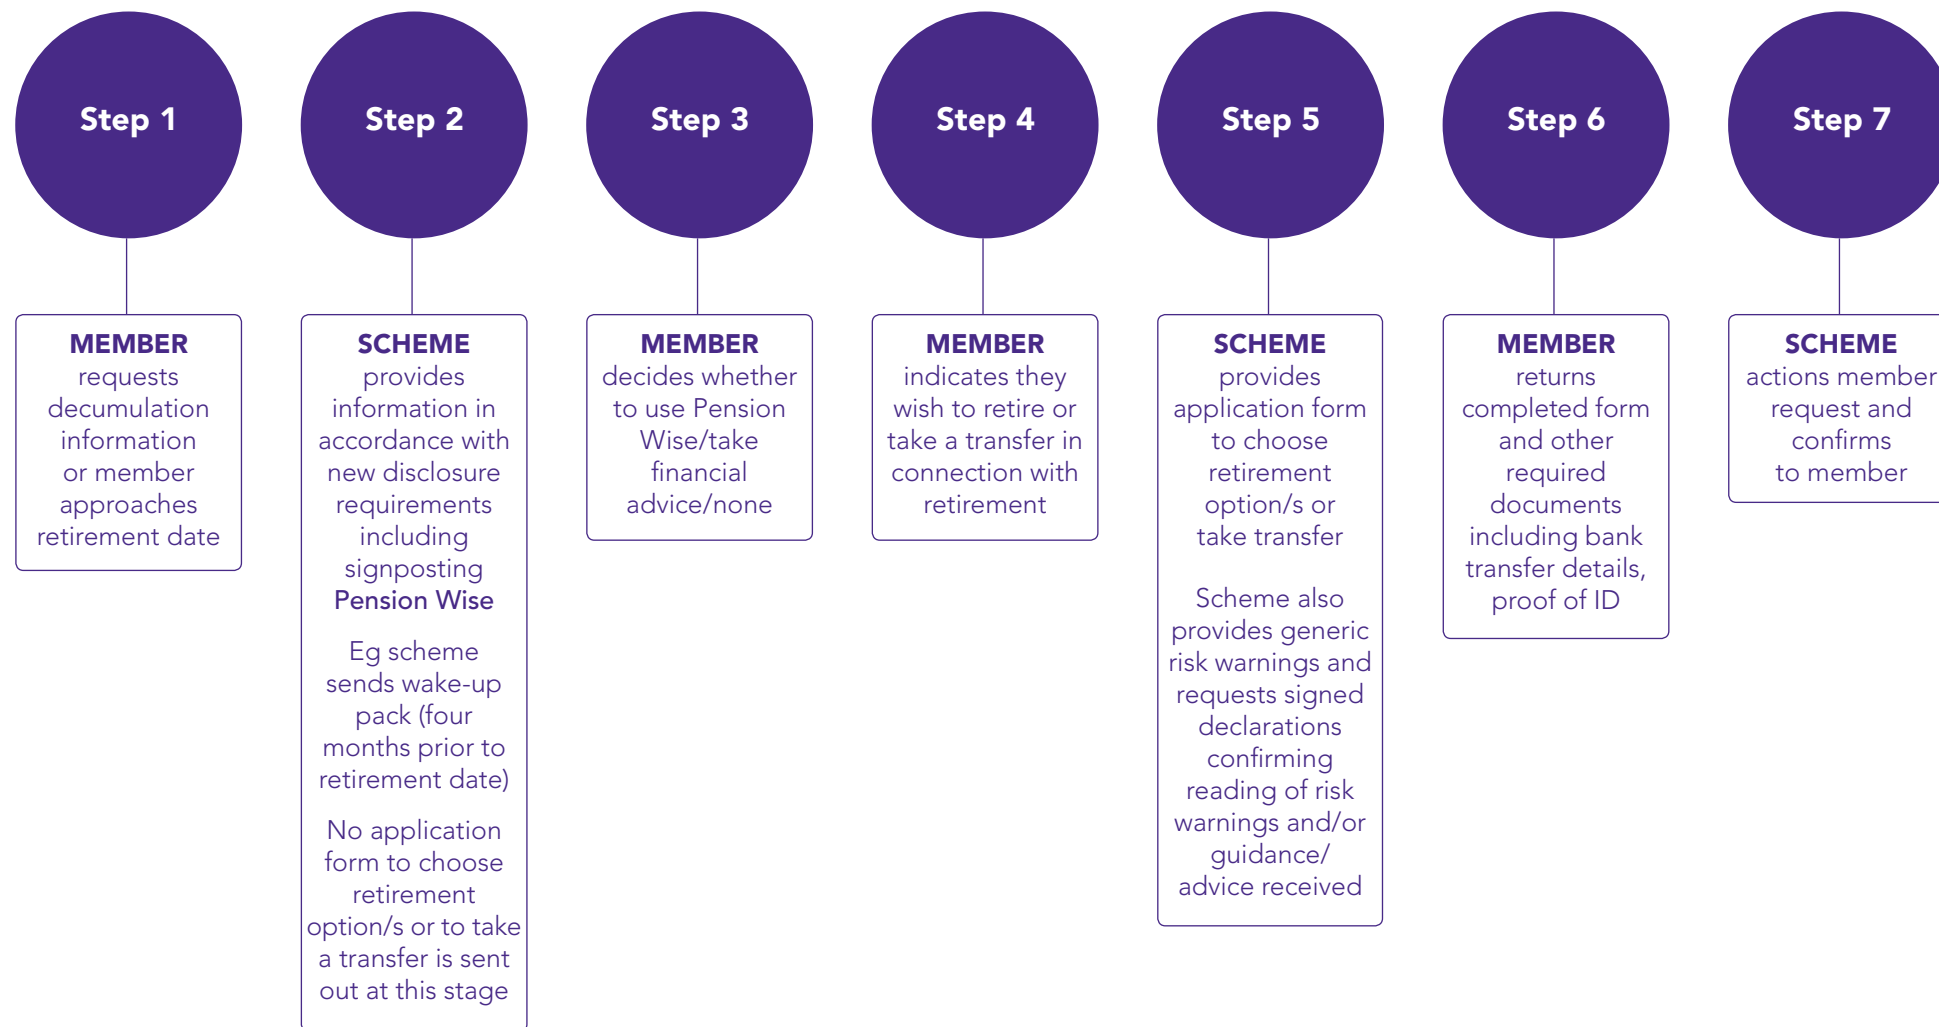 Step 1
MEMBER
requests
decumulation
information
or member
approaches
retirement date
Step 2
SCHEME
provides
information in
accordance with
new disclosure
requirements
including
signposting
Pension Wise
Eg scheme
sends wake-up
pack (four
months prior to
retirement date)
No application
form to choose
retirement
option/s or to take
a transfer is sent
out at this stage
Step 3
MEMBER
decides whether
to use Pension
Wise/take
financial
advice/none
Step 4
MEMBER
indicates they
wish to retire or
take a transfer in
connection with
retirement
Step 5
SCHEME
provides
application form
to choose
retirement
option/s or
take transfer
Scheme also
provides generic
risk warnings and
requests signed
declarations
confirming
reading of risk
warnings and/or
guidance/
advice received
Step 6
MEMBER
returns
completed form
and other
required
documents
including bank
transfer details,
proof of ID
Step 7
SCHEME
actions member
request and
confirms
to member